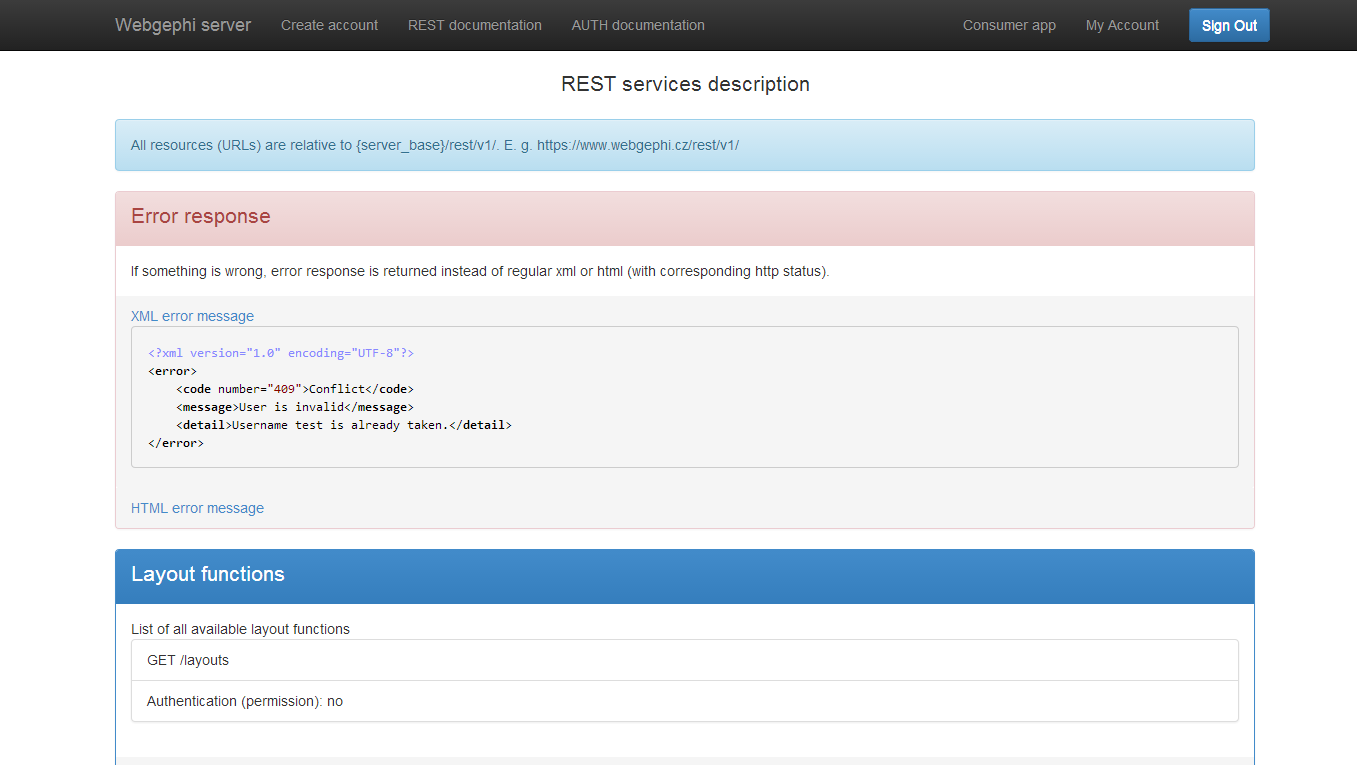 Webgephi server Create account REST documentation AUTH documentation Consumer app My Account Sign Out
REST services description
All resources (URLs) are relative to {server_base}/rest/v1/. E. g. https://www.webgephi.cz/rest/v1/
Error response
If something is wrong, error response is returned instead of regular xml or html (with corresponding http status).
XML error message
<?xml version="1.0" encoding="UTF-8"?>
<error>
    <code number="409">Conflict</code>
    <message>User is invalid</message>
    <detail>Username test is already taken.</detail>
</error>
HTML error message
Layout functions
List of all available layout functions
GET /layouts
Authentication (permission): no